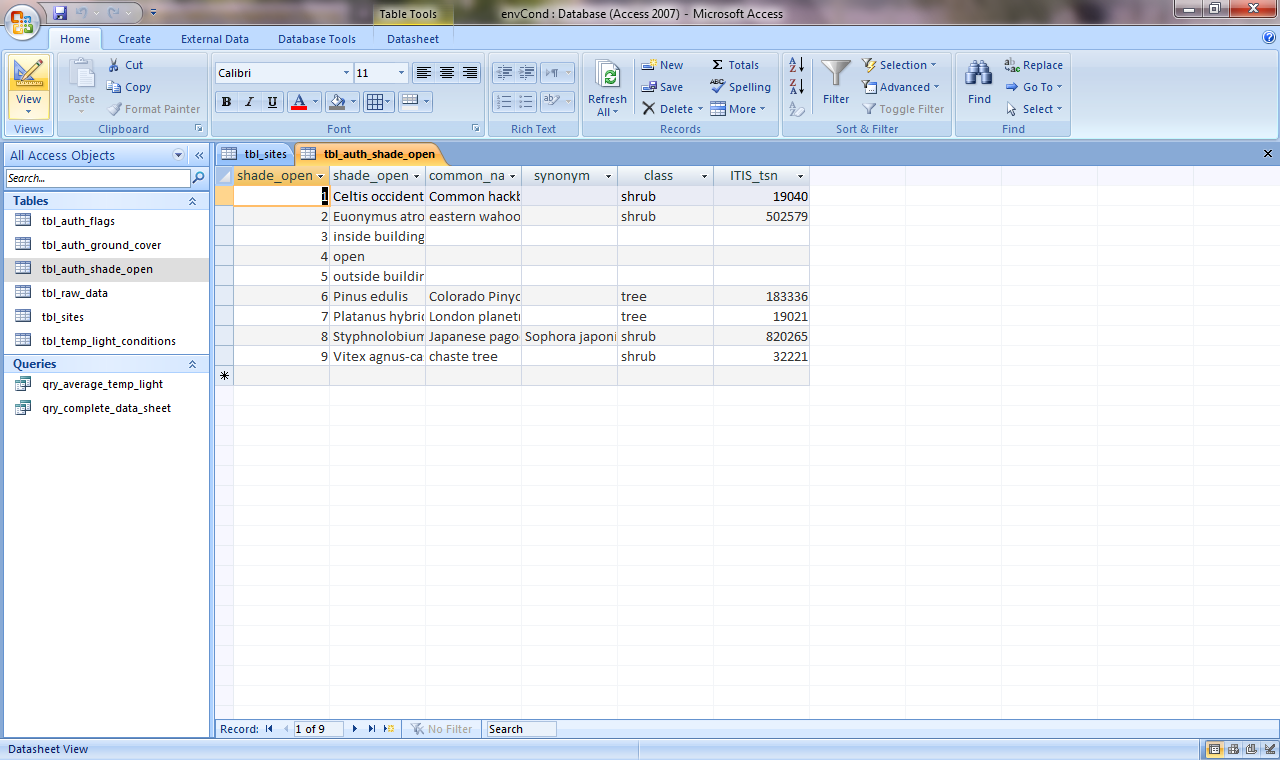 Table Tools envCond : Database (Access 2007) - Microsoft Access
Home Create External Data Database Tools Datasheet
View
Views
Paste
Cut
Copy
Format Painter
Clipboard
Calibri 11
B I U A
Font
Rich Text
Refresh
All
New
Save
Delete
Σ Totals
Spelling
More
Records
Filter
Selection
Advanced
Toggle Filter
Sort & Filter
Find
Replace
Go To
Select
Find
All Access Objects
Search...
Tables
tbl_auth_flags
tbl_auth_ground_cover
tbl_auth_shade_open
tbl_raw_data
tbl_sites
tbl_temp_light_conditions
Queries
qry_average_temp_light
qry_complete_data_sheet
tbl_sites tbl_auth_shade_open
shade_open shade_open common_na synonym class ITIS_tsn
1 Celtis occident Common hackb shrub 19040
2 Euonymus atro eastern wahoo shrub 502579
3 inside building
4 open
5 outside buildin
6 Pinus edulis Colorado Pinyo tree 183336
7 Platanus hybric London planetr tree 19021
8 Styphnolobium Japanese pago Sophora japoni shrub 820265
9 Vitex agnus-ca chaste tree shrub 32221
Record: 1 of 9 No Filter Search
Datasheet View